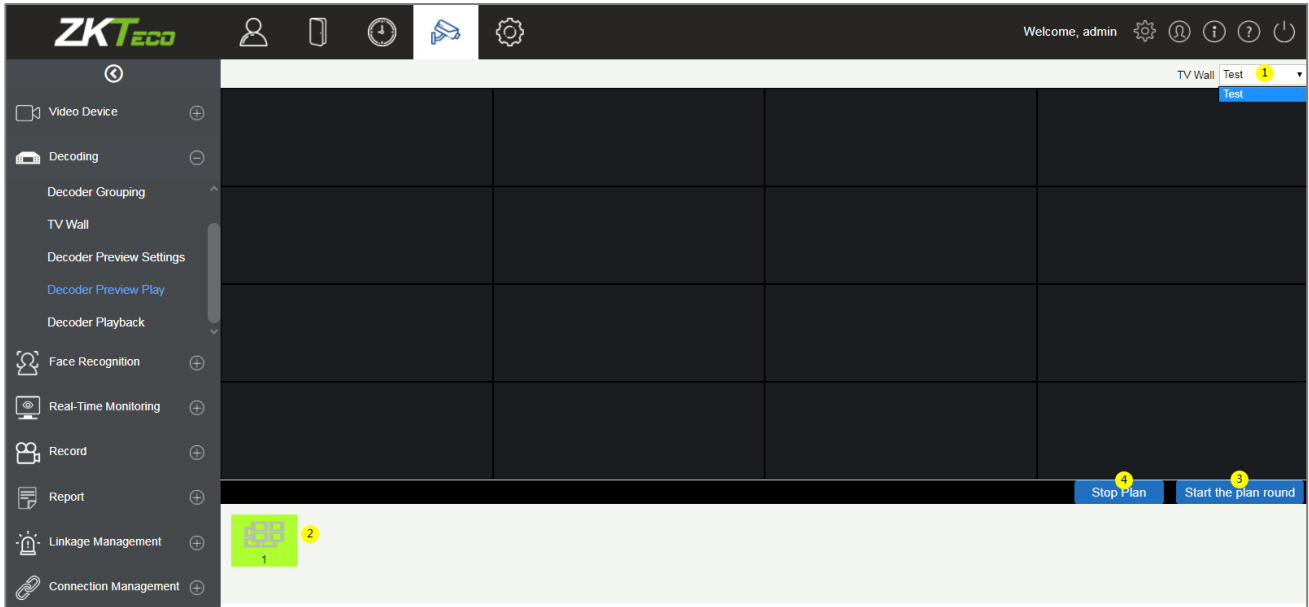 ZKTECO
Welcome, admin
TV Wall Test 1
Test
Video Device
Decoding
Decoder Grouping
TV Wall
Decoder Preview Settings
Decoder Preview Play
Decoder Playback
Face Recognition
Real-Time Monitoring
Record
Report
Linkage Management
Connection Management
4 3
Stop Plan Start the plan round
2
1